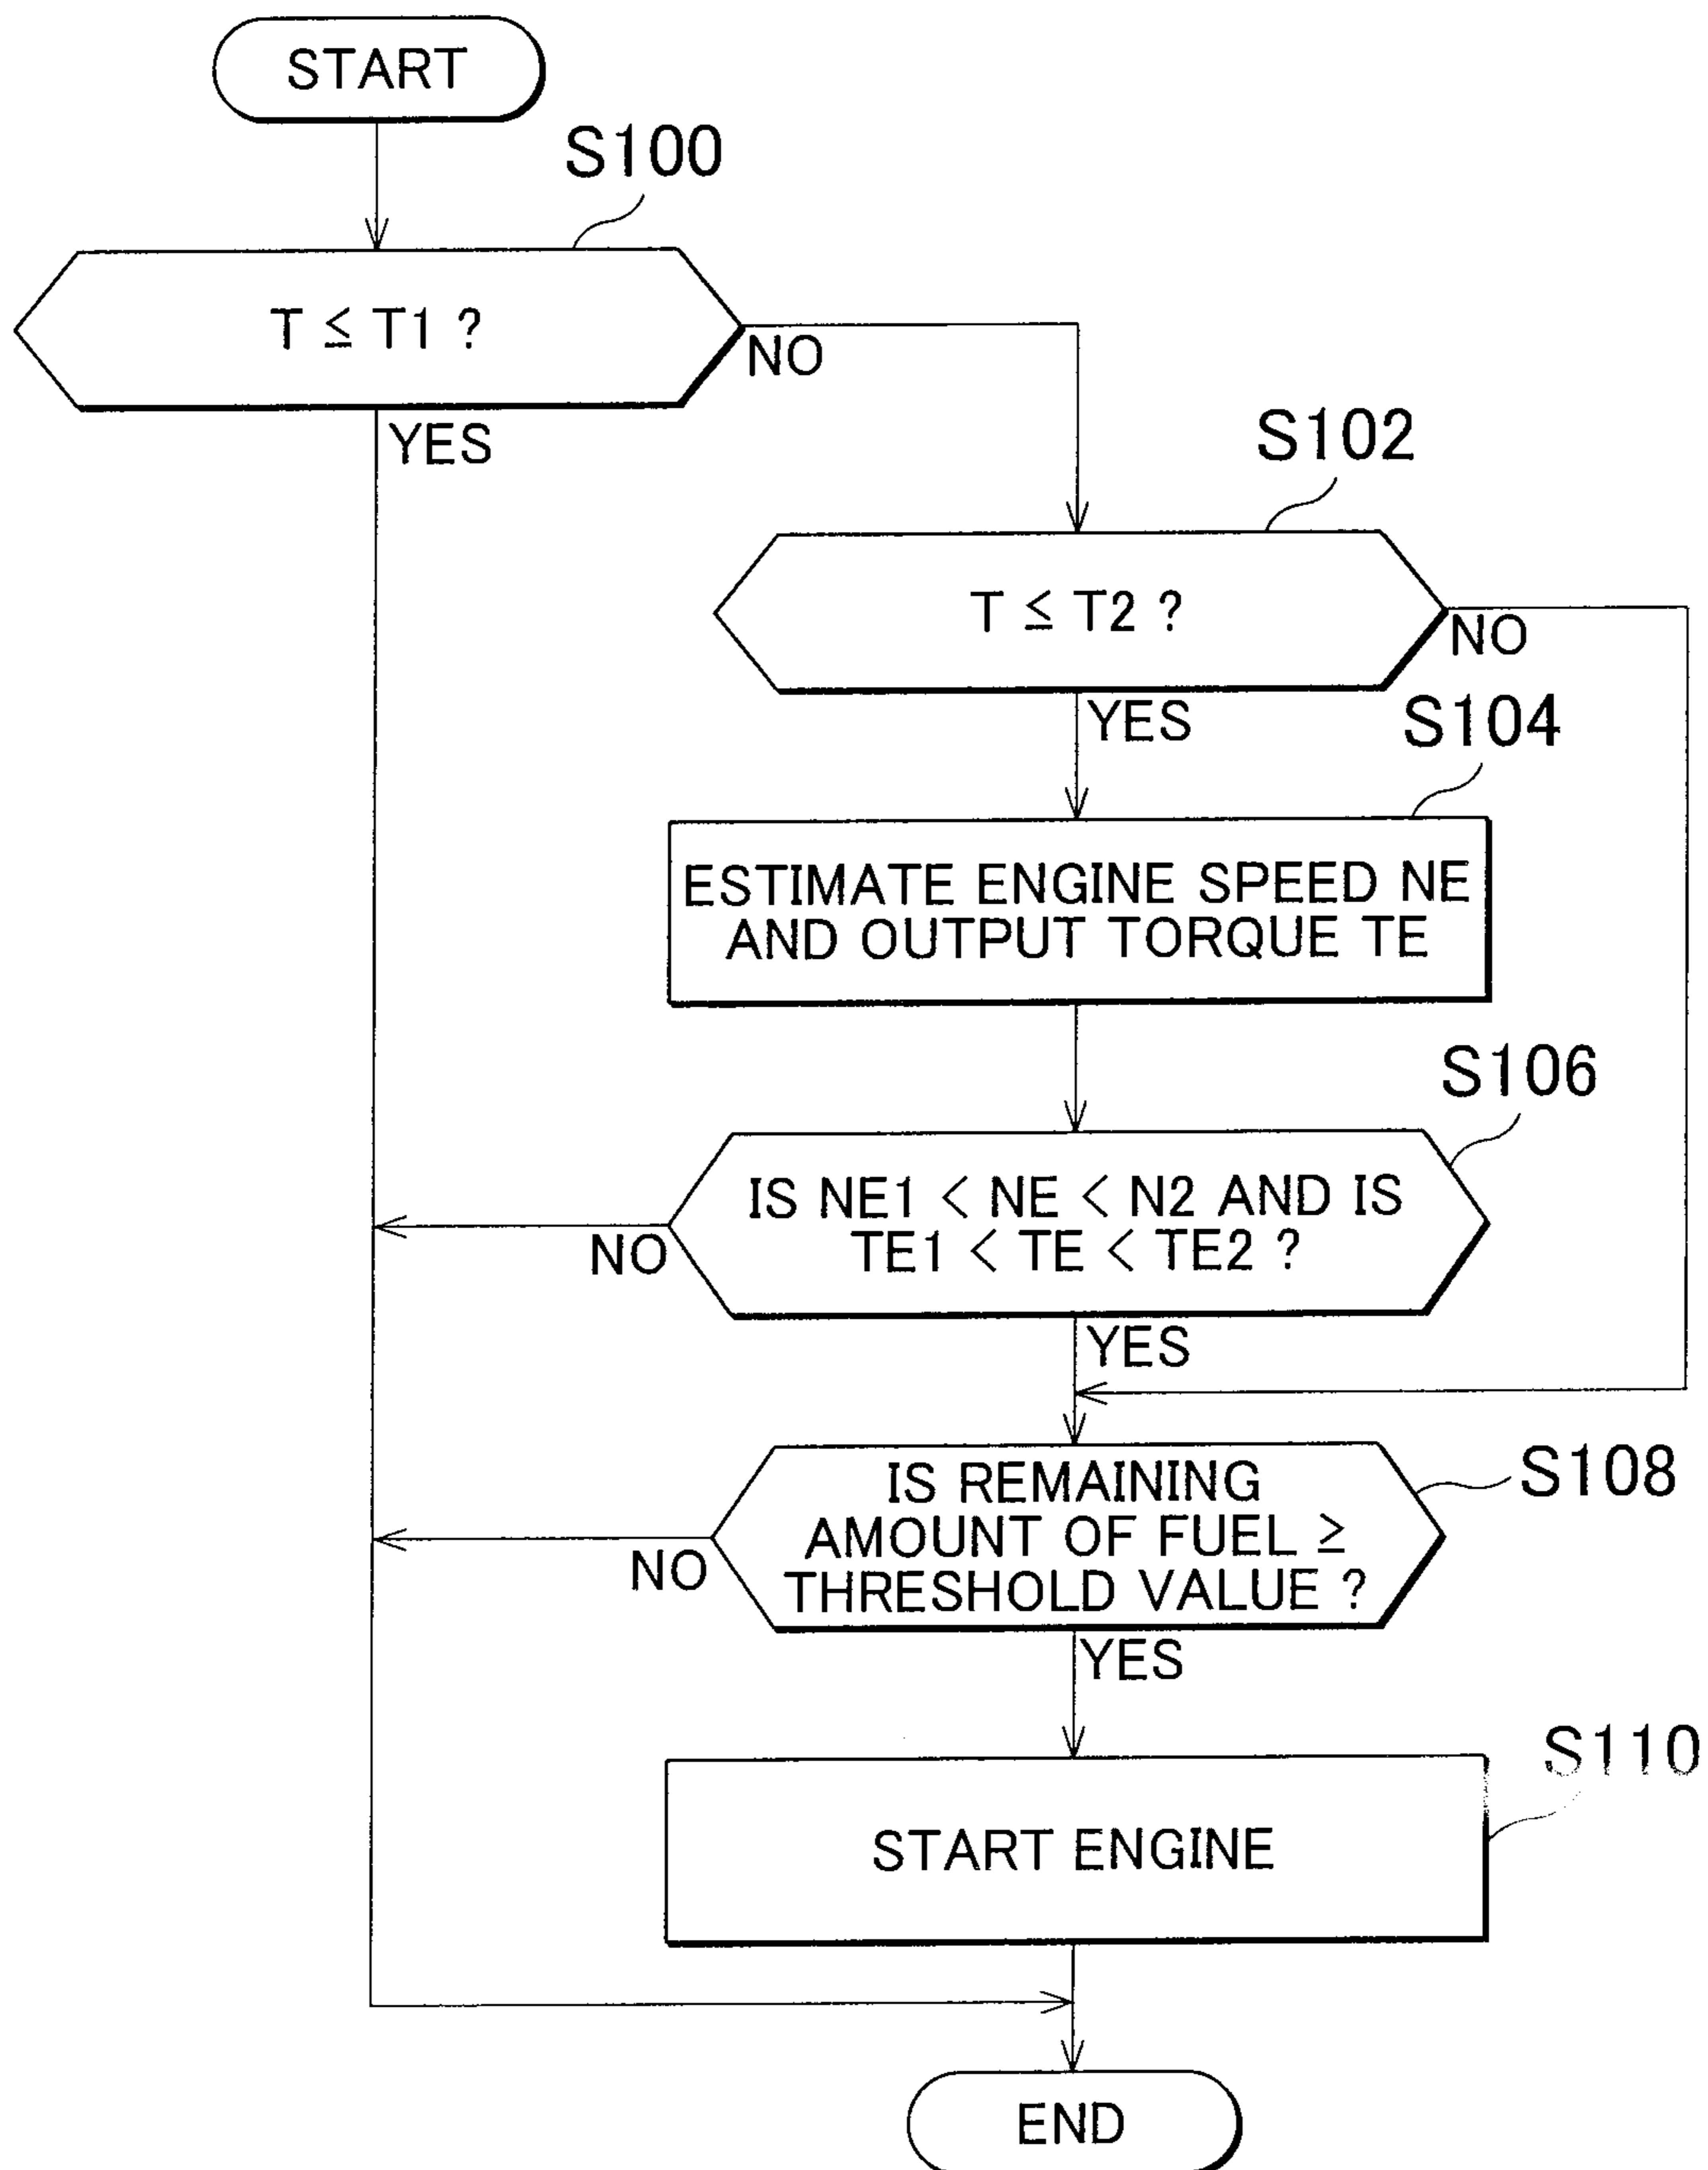 START
S100
T ≤ T1 ?
NO
YES
S102
T ≤ T2 ?
NO
YES
S104
ESTIMATE ENGINE SPEED NE
AND OUTPUT TORQUE TE
S106
IS NE1 < NE < N2 AND IS
TE1 < TE < TE2 ?
NO
YES
S108
IS REMAINING
AMOUNT OF FUEL ≥
THRESHOLD VALUE ?
NO
YES
S110
START ENGINE
END